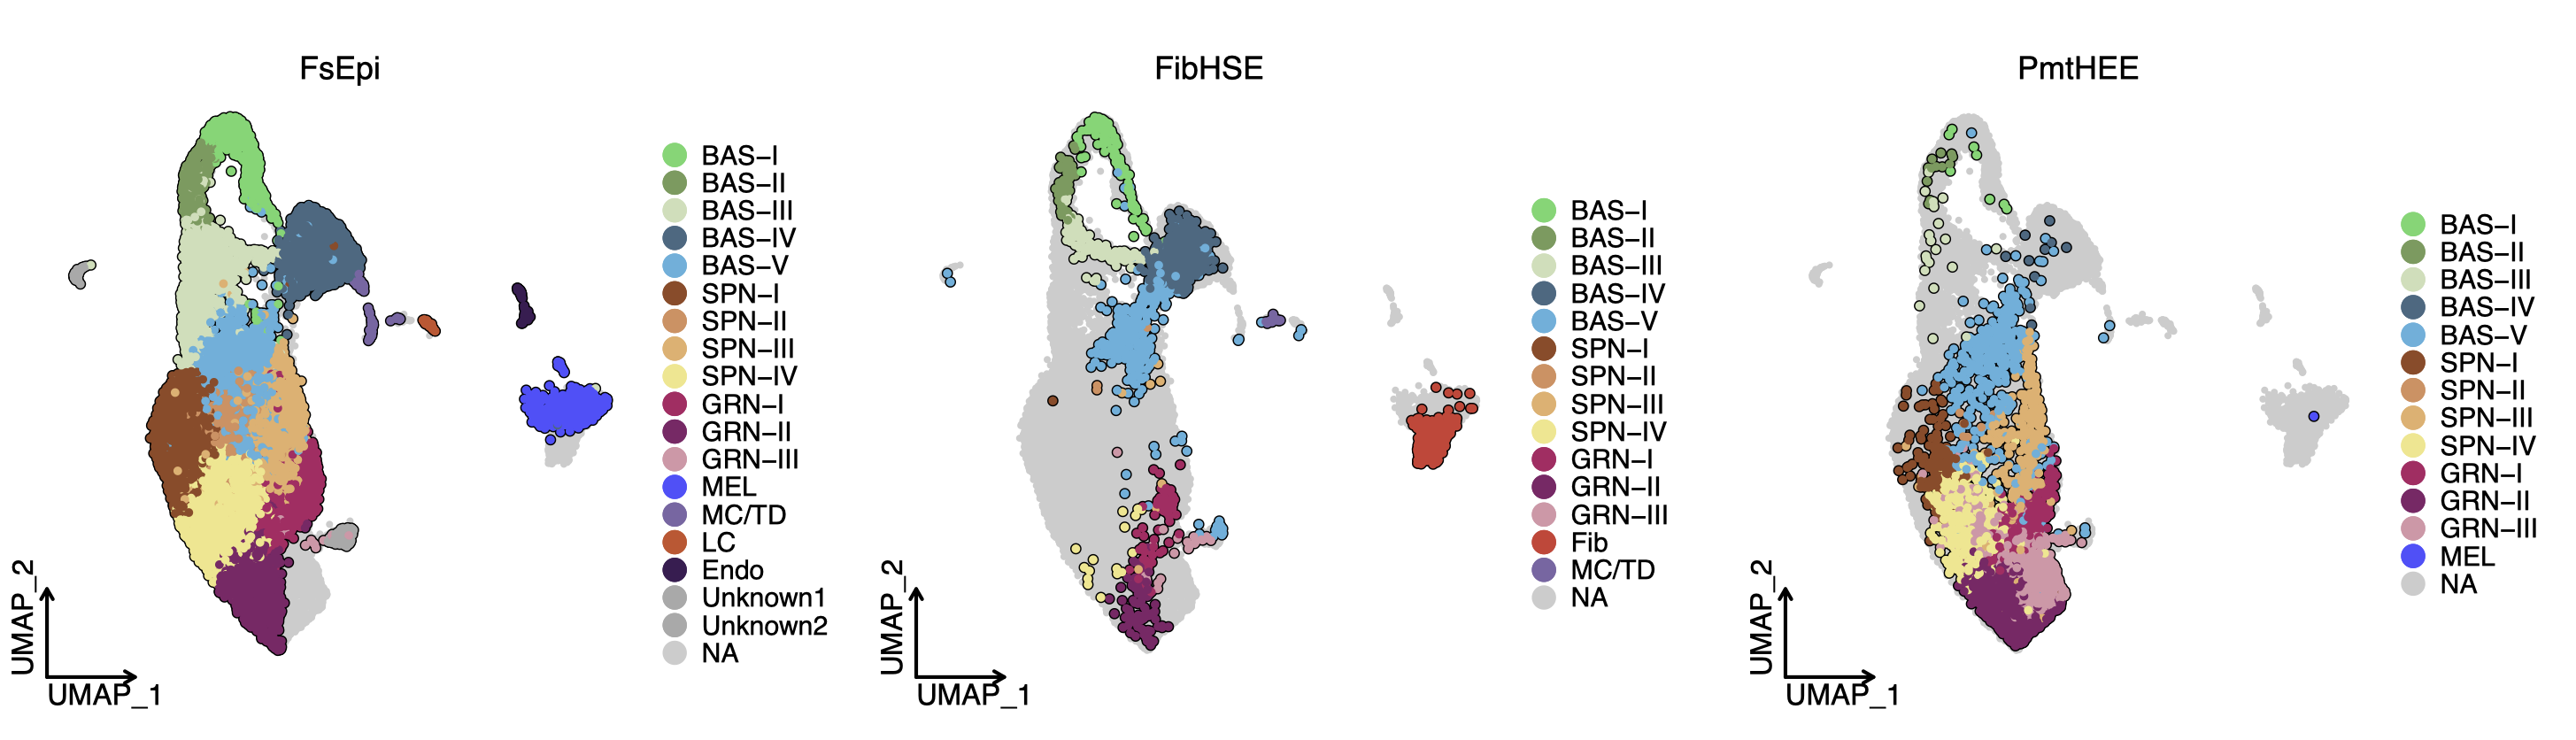 FsEpi
BAS–I
BAS–II
BAS–III
BAS–IV
BAS–V
SPN–I
SPN–II
SPN–III
SPN–IV
GRN–I
GRN–II
GRN–III
MEL
MC/TD
LC
Endo
Unknown1
Unknown2
NA
UMAP_2
UMAP_1
FibHSE
BAS–I
BAS–II
BAS–III
BAS–IV
BAS–V
SPN–I
SPN–II
SPN–III
SPN–IV
GRN–I
GRN–II
GRN–III
Fib
MC/TD
NA
UMAP_2
UMAP_1
PmtHEE
BAS–I
BAS–II
BAS–III
BAS–IV
BAS–V
SPN–I
SPN–II
SPN–III
SPN–IV
GRN–I
GRN–II
GRN–III
MEL
NA
UMAP_2
UMAP_1